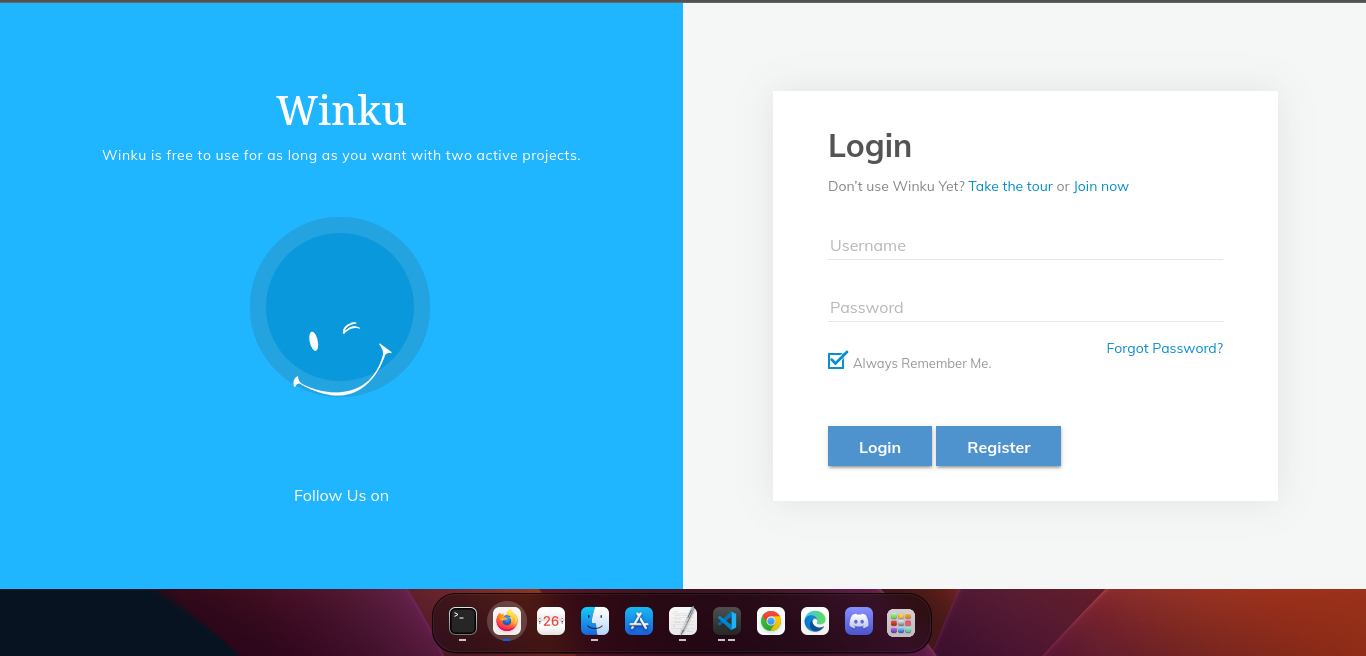 Winku
Winku is free to use for as long as you want with two active projects.
Follow Us on
Login
Don't use Winku Yet? Take the tour or Join now
Username
Password
Forgot Password?
Always Remember Me.
Login
Register
>_
26